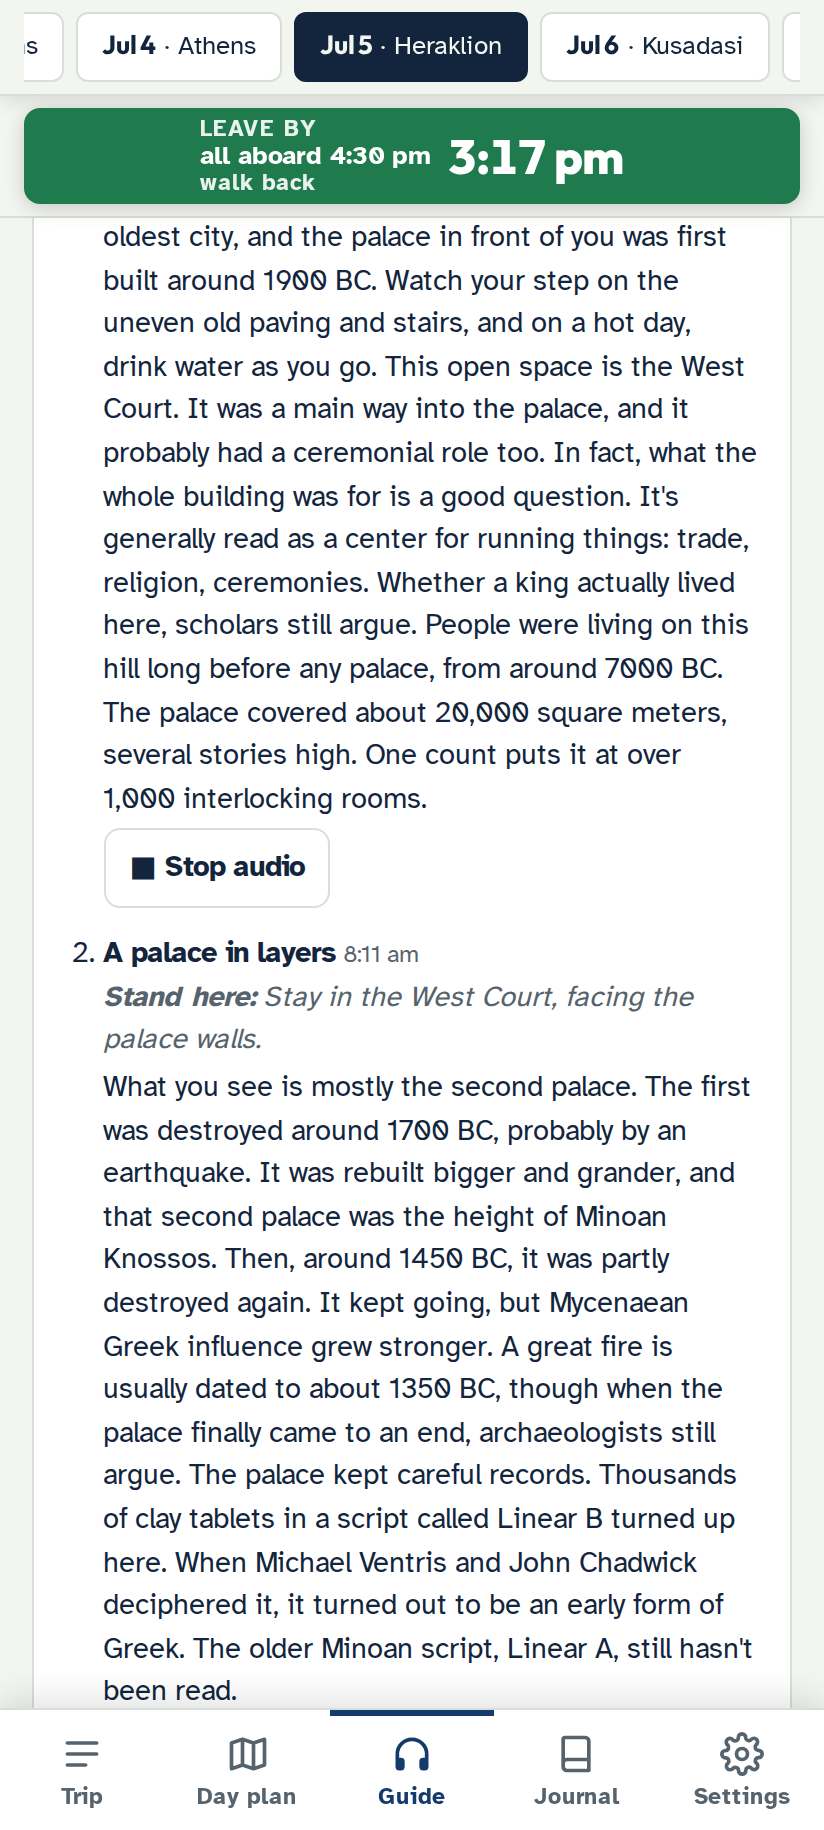 s
Jul 4 · Athens
Jul 5 · Heraklion
Jul 6 · Kusadasi
LEAVE BY
all aboard 4:30 pm
walk back
3:17 pm
oldest city, and the palace in front of you was first
built around 1900 BC. Watch your step on the
uneven old paving and stairs, and on a hot day,
drink water as you go. This open space is the West
Court. It was a main way into the palace, and it
probably had a ceremonial role too. In fact, what the
whole building was for is a good question. It's
generally read as a center for running things: trade,
religion, ceremonies. Whether a king actually lived
here, scholars still argue. People were living on this
hill long before any palace, from around 7000 BC.
The palace covered about 20,000 square meters,
several stories high. One count puts it at over
1,000 interlocking rooms.
■ Stop audio
2. A palace in layers 8:11 am
Stand here: Stay in the West Court, facing the
palace walls.
What you see is mostly the second palace. The first
was destroyed around 1700 BC, probably by an
earthquake. It was rebuilt bigger and grander, and
that second palace was the height of Minoan
Knossos. Then, around 1450 BC, it was partly
destroyed again. It kept going, but Mycenaean
Greek influence grew stronger. A great fire is
usually dated to about 1350 BC, though when the
palace finally came to an end, archaeologists still
argue. The palace kept careful records. Thousands
of clay tablets in a script called Linear B turned up
here. When Michael Ventris and John Chadwick
deciphered it, it turned out to be an early form of
Greek. The older Minoan script, Linear A, still hasn't
been read.
Trip
Day plan
Guide
Journal
Settings